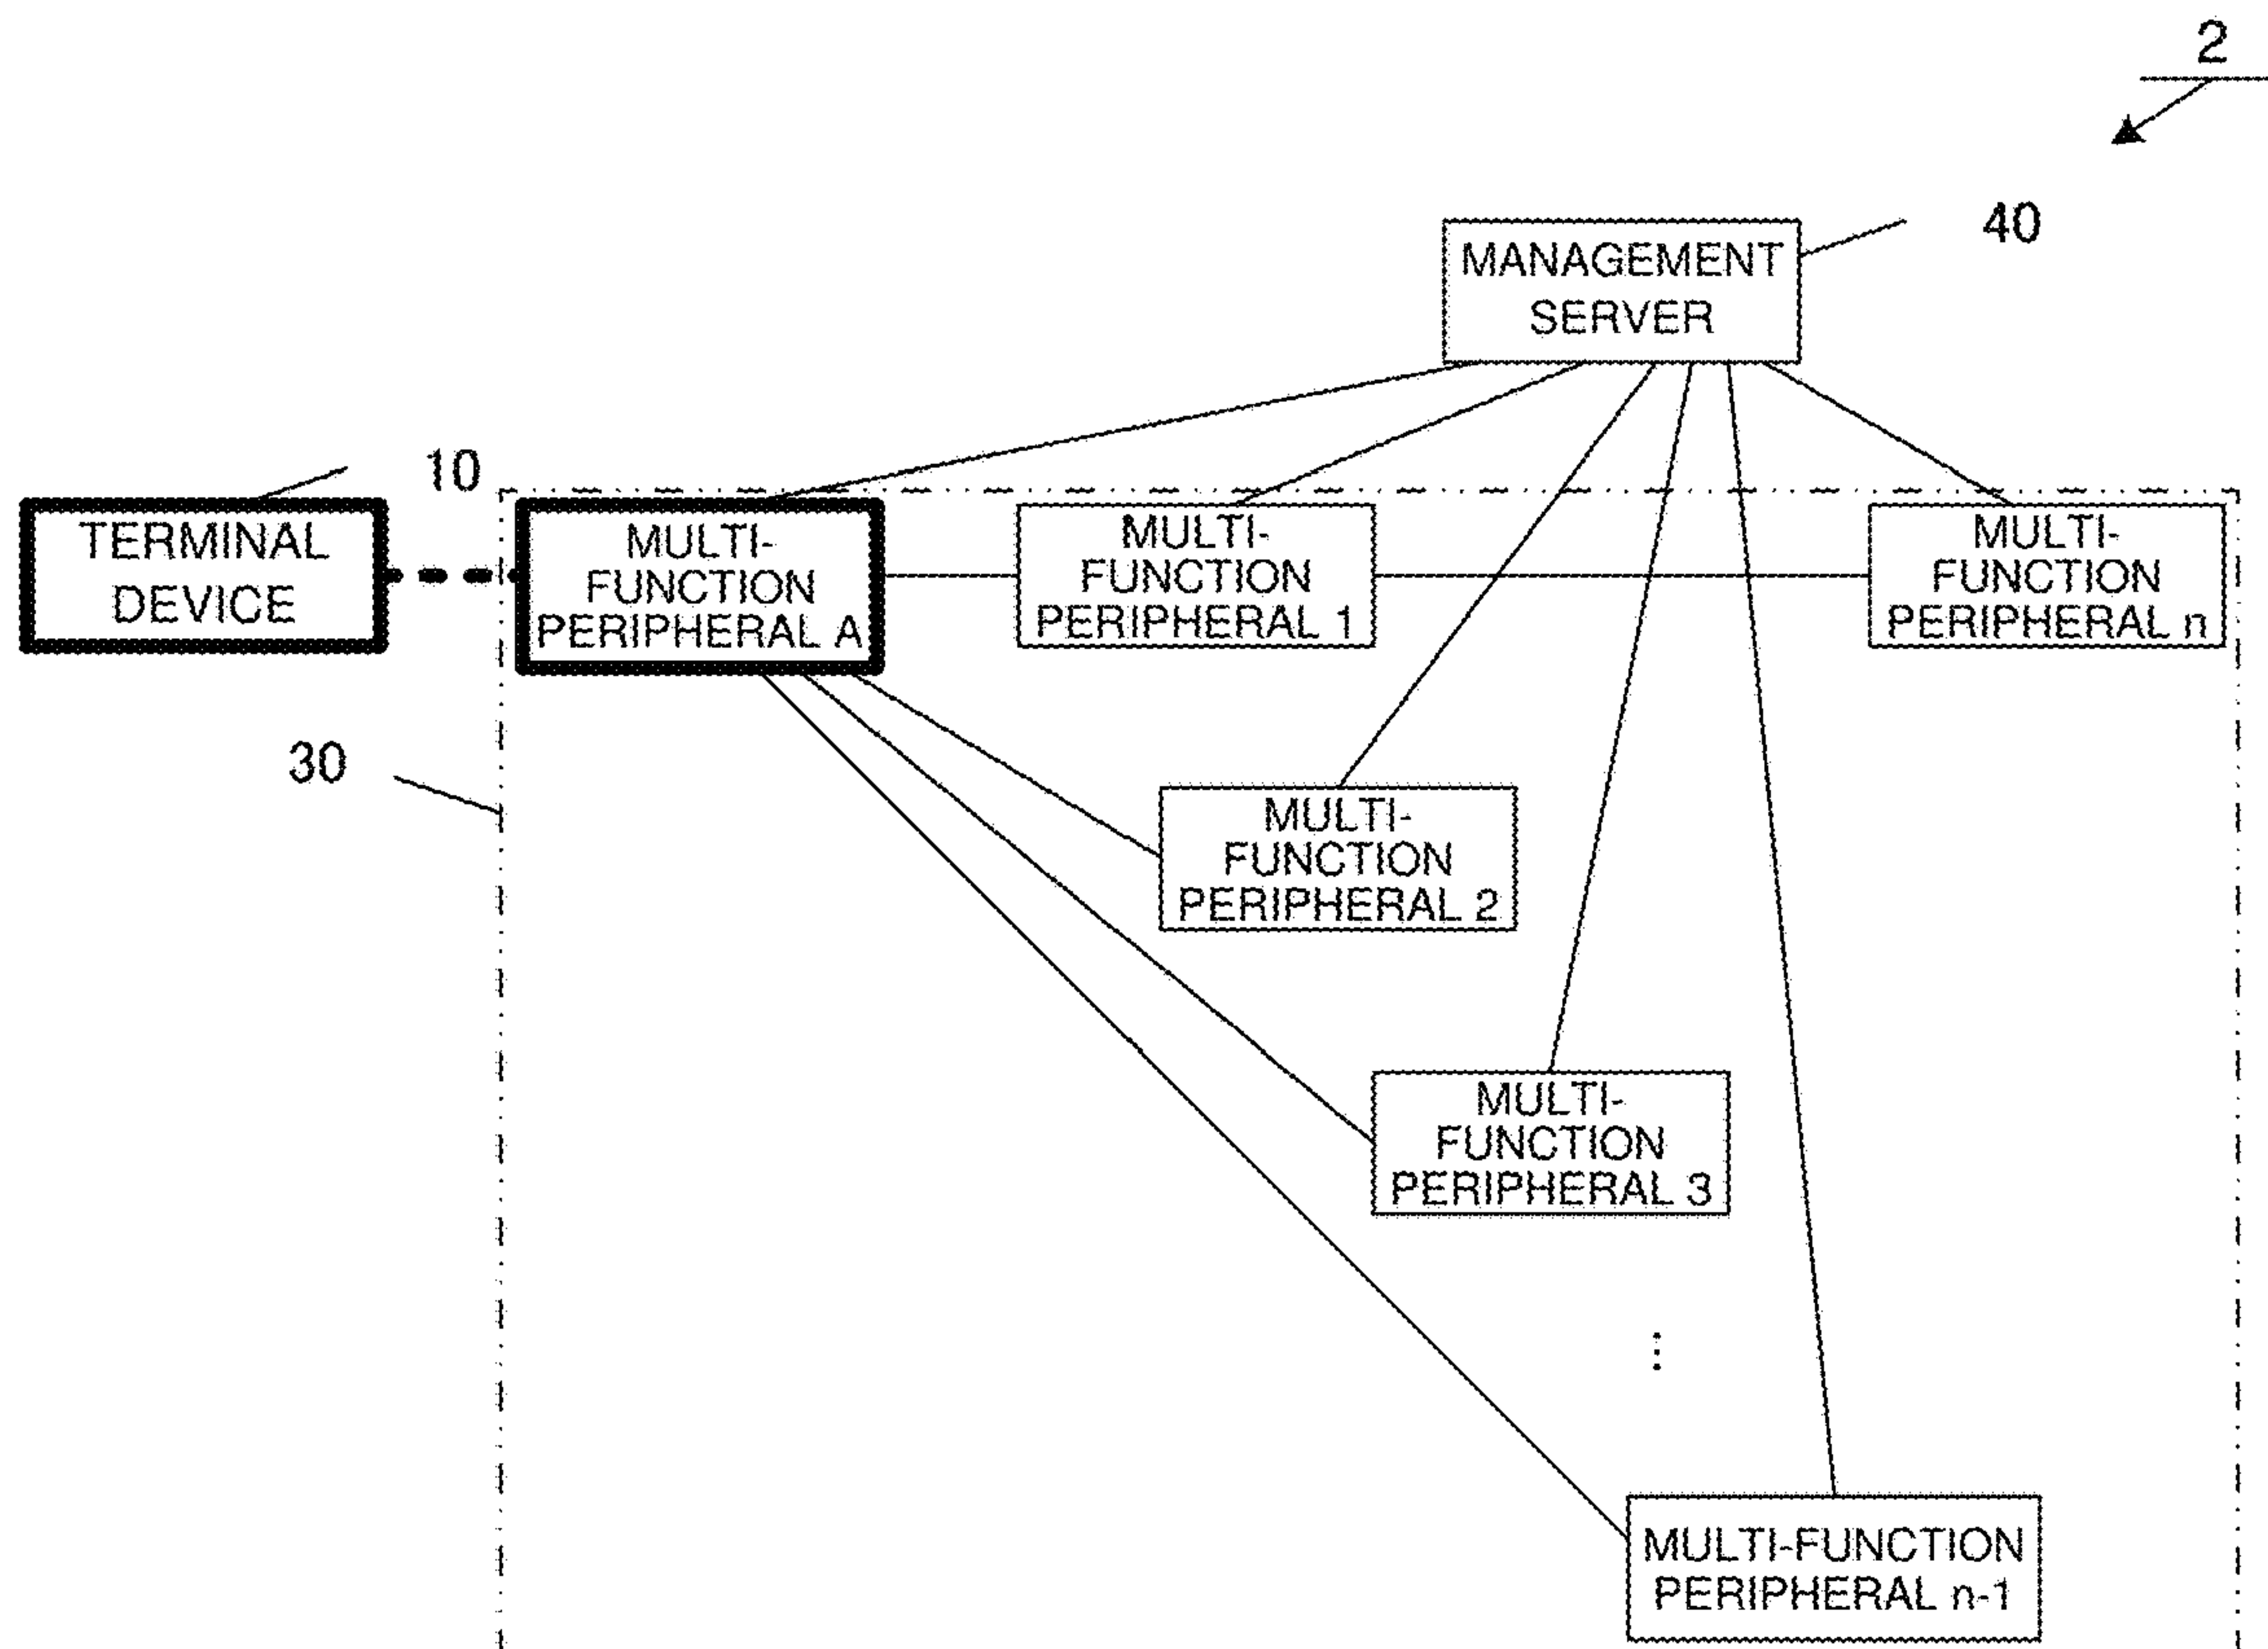 2
40
MANAGEMENT
SERVER
10
TERMINAL
DEVICE
MULTI-
FUNCTION
PERIPHERAL A
MULTI-
FUNCTION
PERIPHERAL 1
MULTI-
FUNCTION
PERIPHERAL n
30
MULTI-
FUNCTION
PERIPHERAL 2
MULTI-
FUNCTION
PERIPHERAL 3
⋮
MULTI-FUNCTION
PERIPHERAL n-1